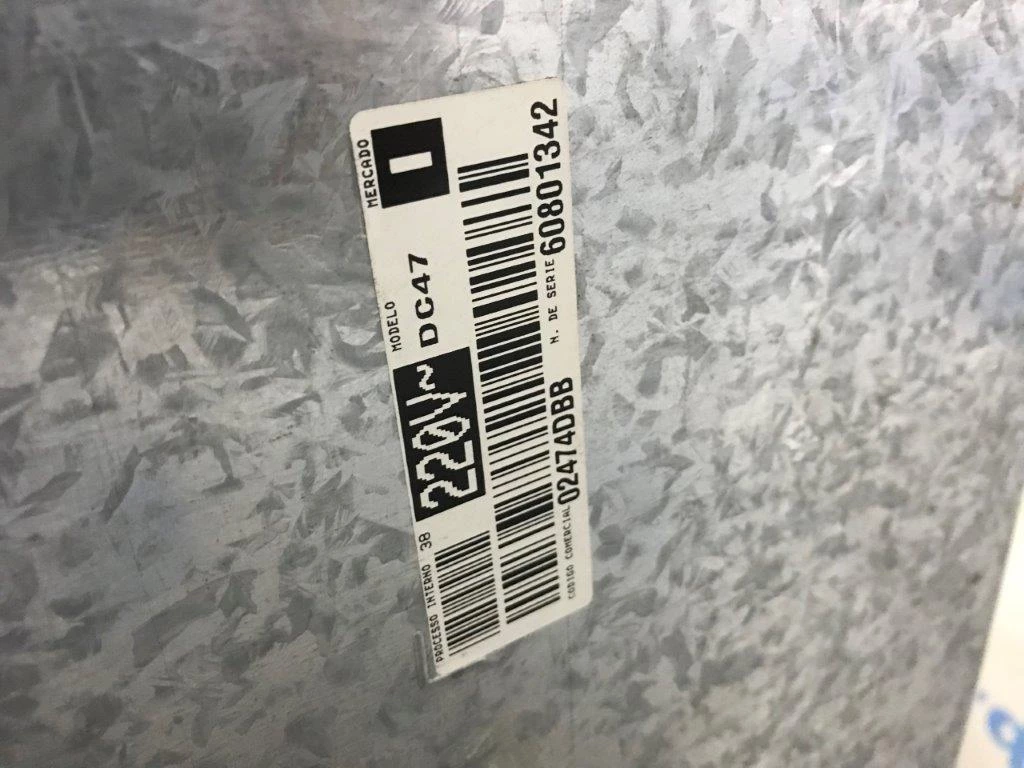 PROCESSO INTERNO 38
220V~
MODELO
DC47
MERCADO
I
CODIGO COMERCIAL 02474DBB
N. DE SERIE 60801342